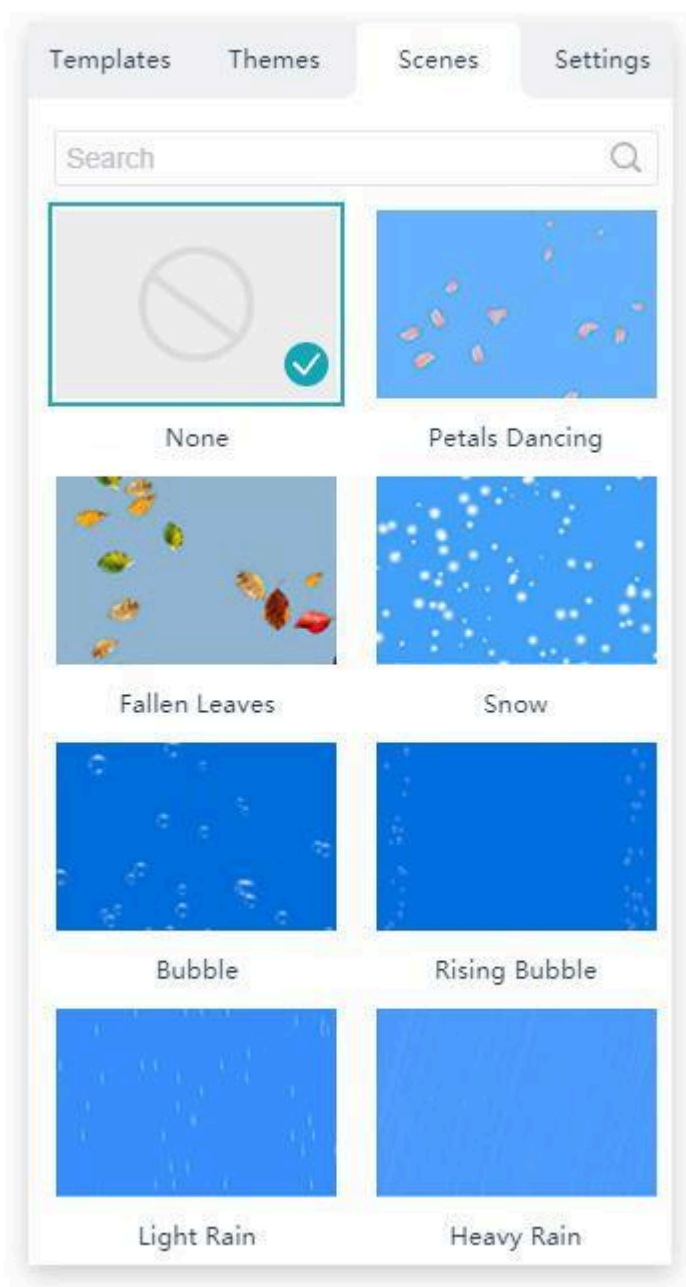 Templates Themes Scenes Settings
Search
None Petals Dancing
Fallen Leaves Snow
Bubble Rising Bubble
Light Rain Heavy Rain